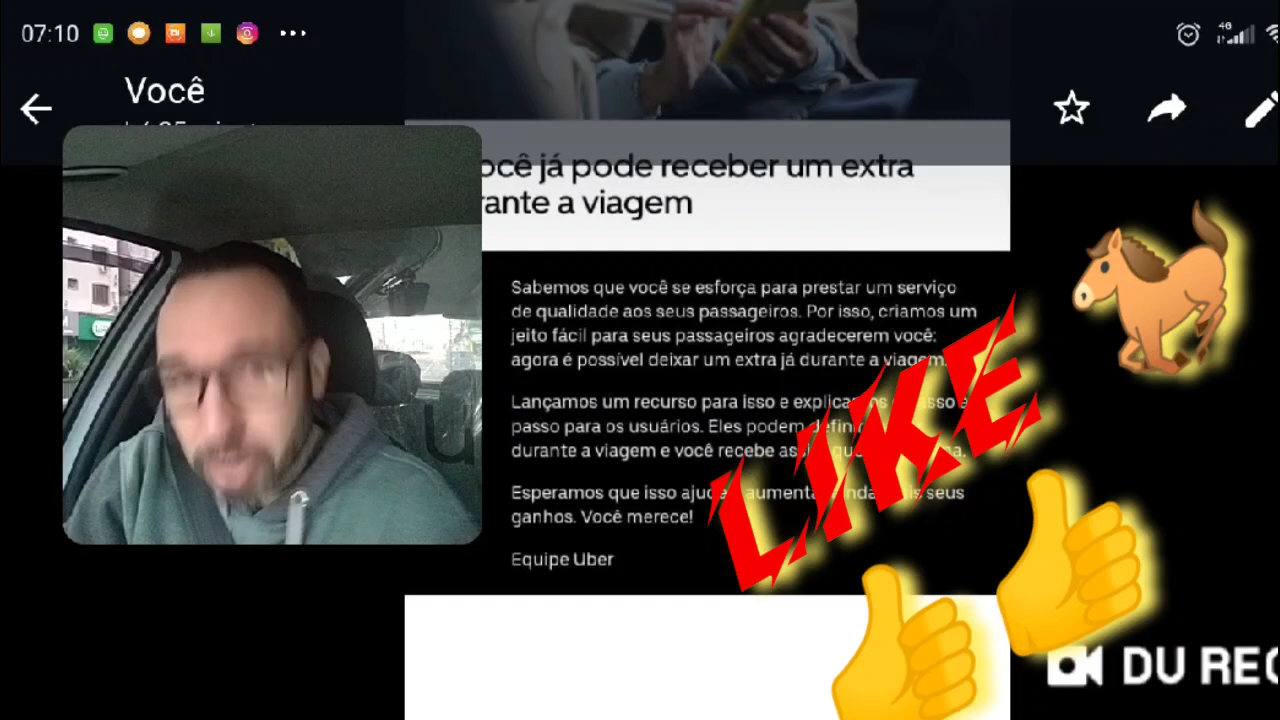 07:10
4G
Você
ocê já pode receber um extra
rante a viagem
Sabemos que você se esforça para prestar um serviço
de qualidade aos seus passageiros. Por isso, criamos um
jeito fácil para seus passageiros agradecerem você:
agora é possível deixar um extra já durante a viagem.
Lançamos um recurso para isso e
passo para os usuários. Eles podem
durante a viagem e você recebe
Esperamos que isso ajude seus
ganhos. Você merece!
Equipe Uber
LIKE
DU REC